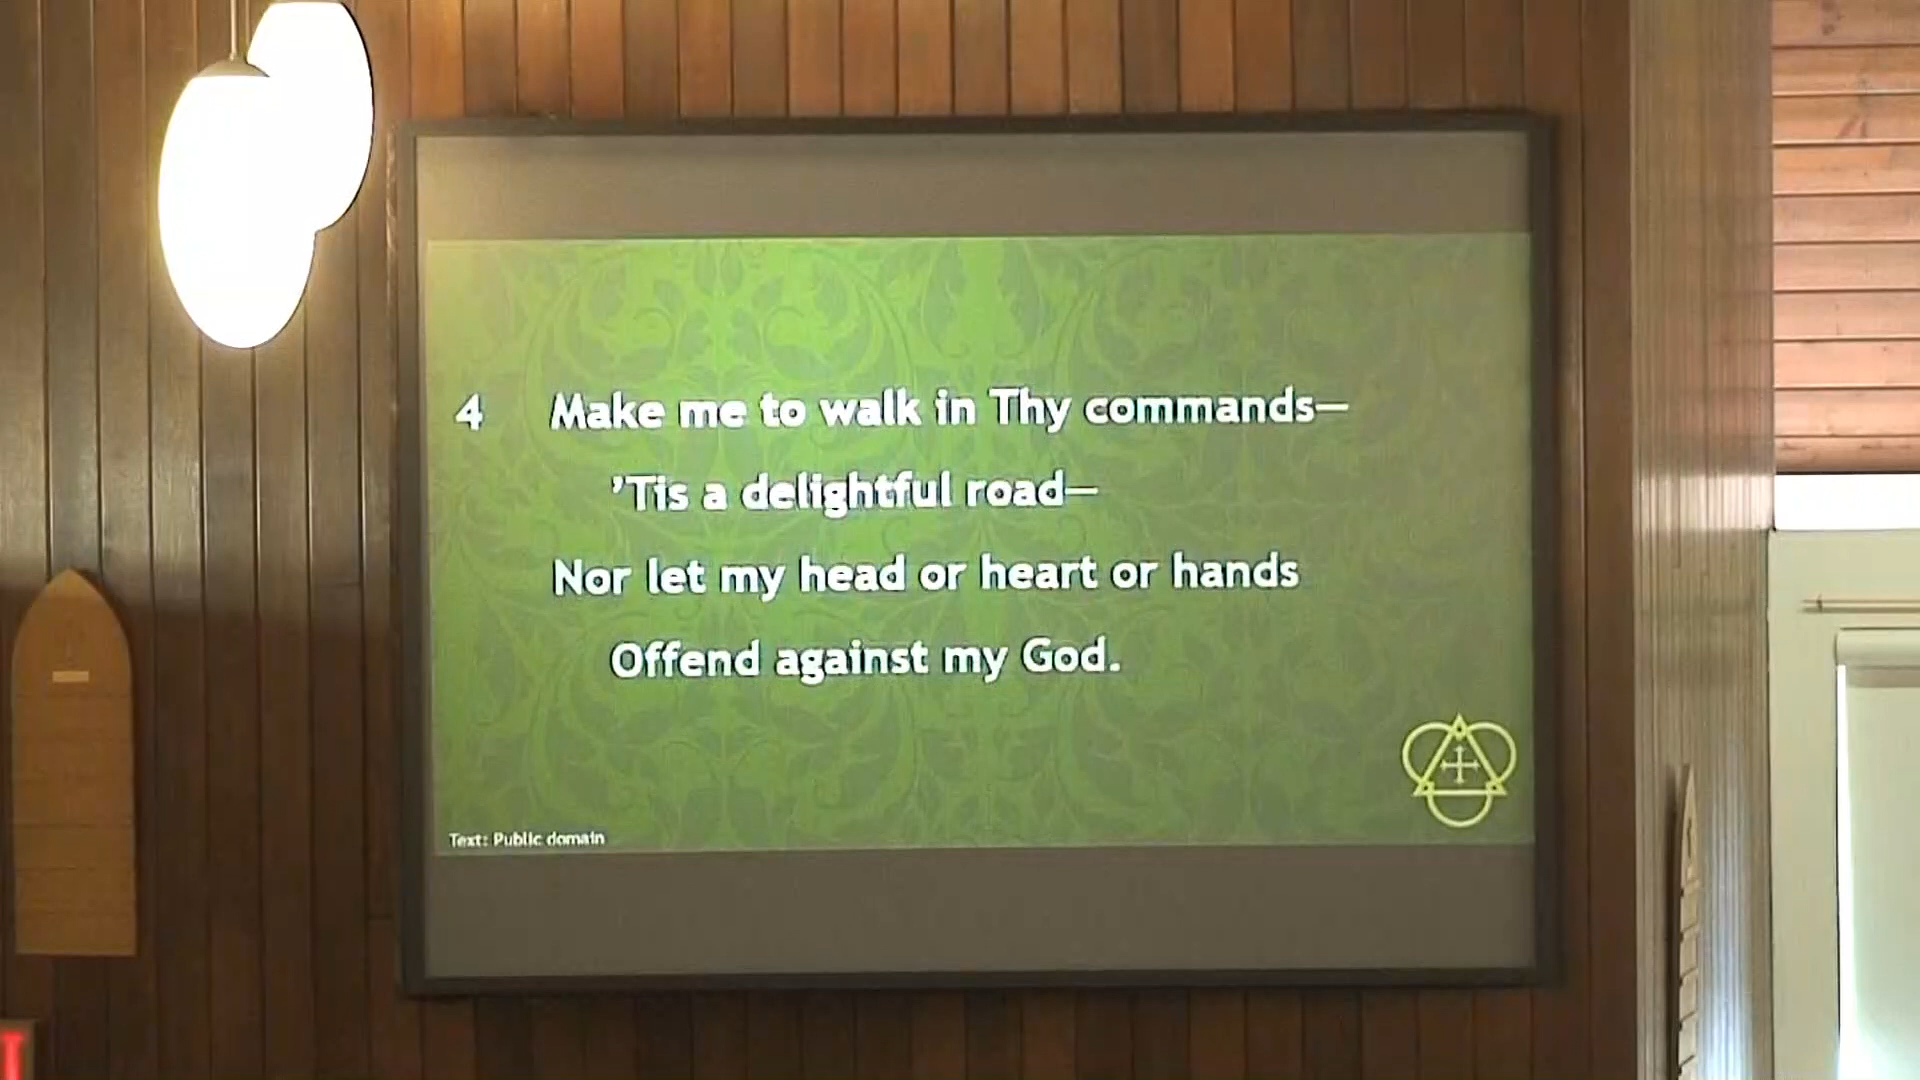 4 Make me to walk in Thy commands—
’Tis a delightful road—
Nor let my head or heart or hands
Offend against my God.
Text: Public domain